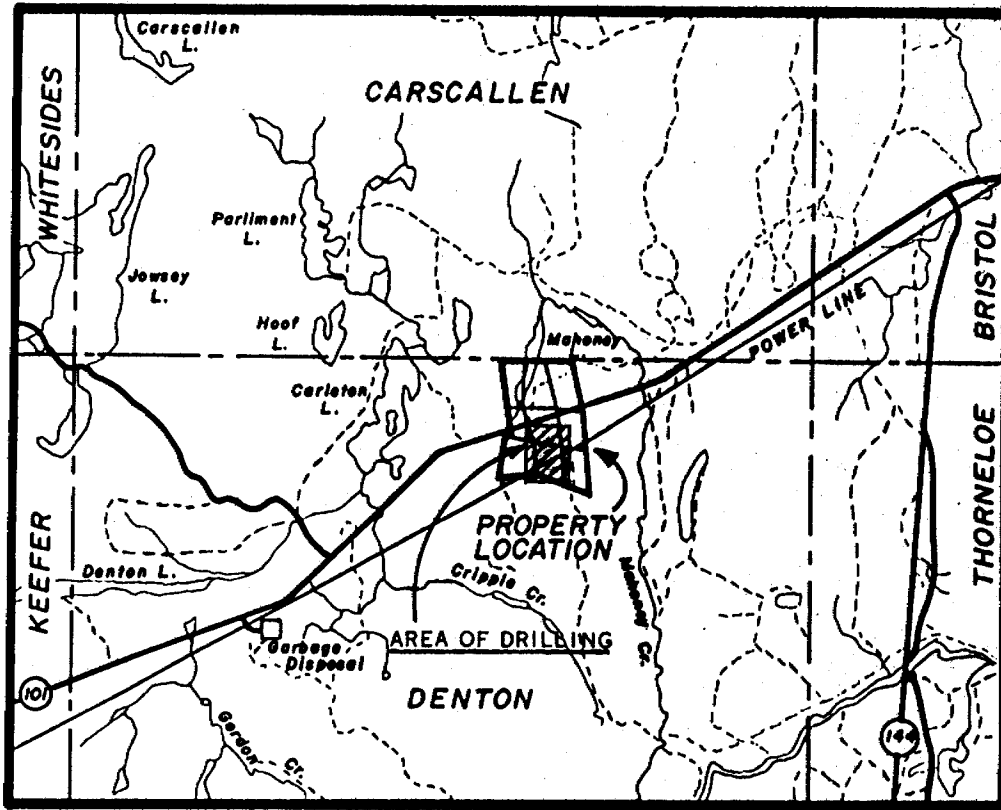 Carscallen
L.
CARSCALLEN
WHITESIDES
Parliment
L.
Jowsey
L.
BRISTOL
Hoof
L.
Mahoney
POWER LINE
Carleton
L.
PROPERTY
LOCATION
THORNELOE
KEEFER
Denton L.
Cripple Cr.
Mahoney Cr.
AREA OF DRILLING
Garbage
Disposal
101
DENTON
Gordon Cr.
144